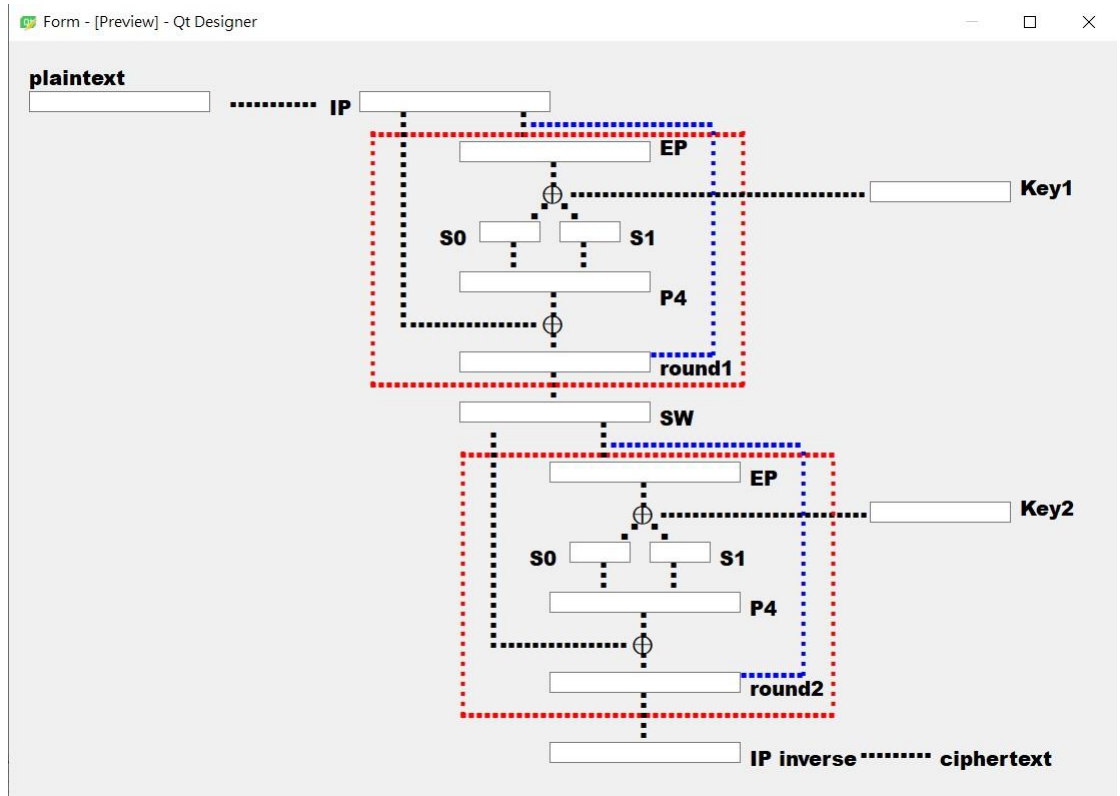 Form - [Preview] - Qt Designer
plaintext
IP
EP
Key1
S0 S1
P4
round1
SW
EP
Key2
S0 S1
P4
round2
IP inverse ciphertext